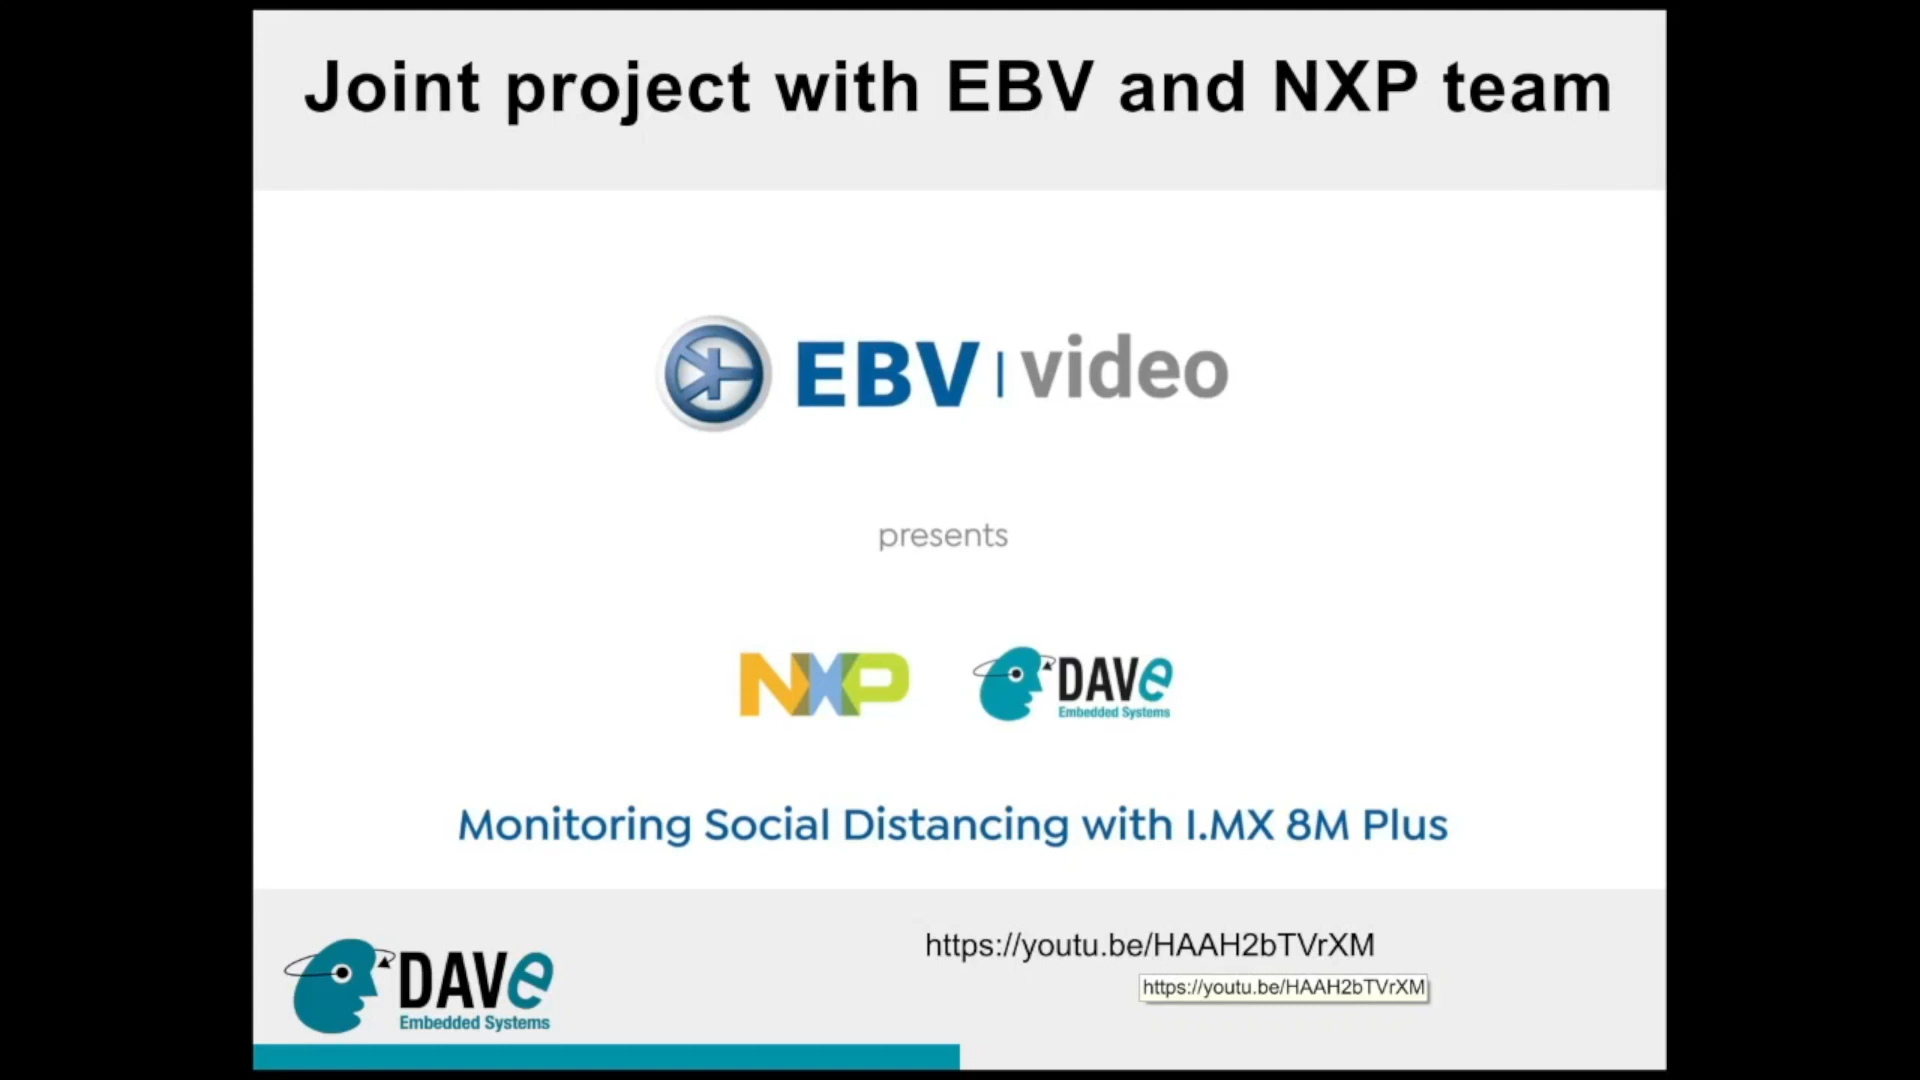 Joint project with EBV and NXP team
EBV | video
presents
NXP
DAVe
Embedded Systems
Monitoring Social Distancing with I.MX 8M Plus
DAVe
Embedded Systems
https://youtu.be/HAAH2bTVrXM
https://youtu.be/HAAH2bTVrXM